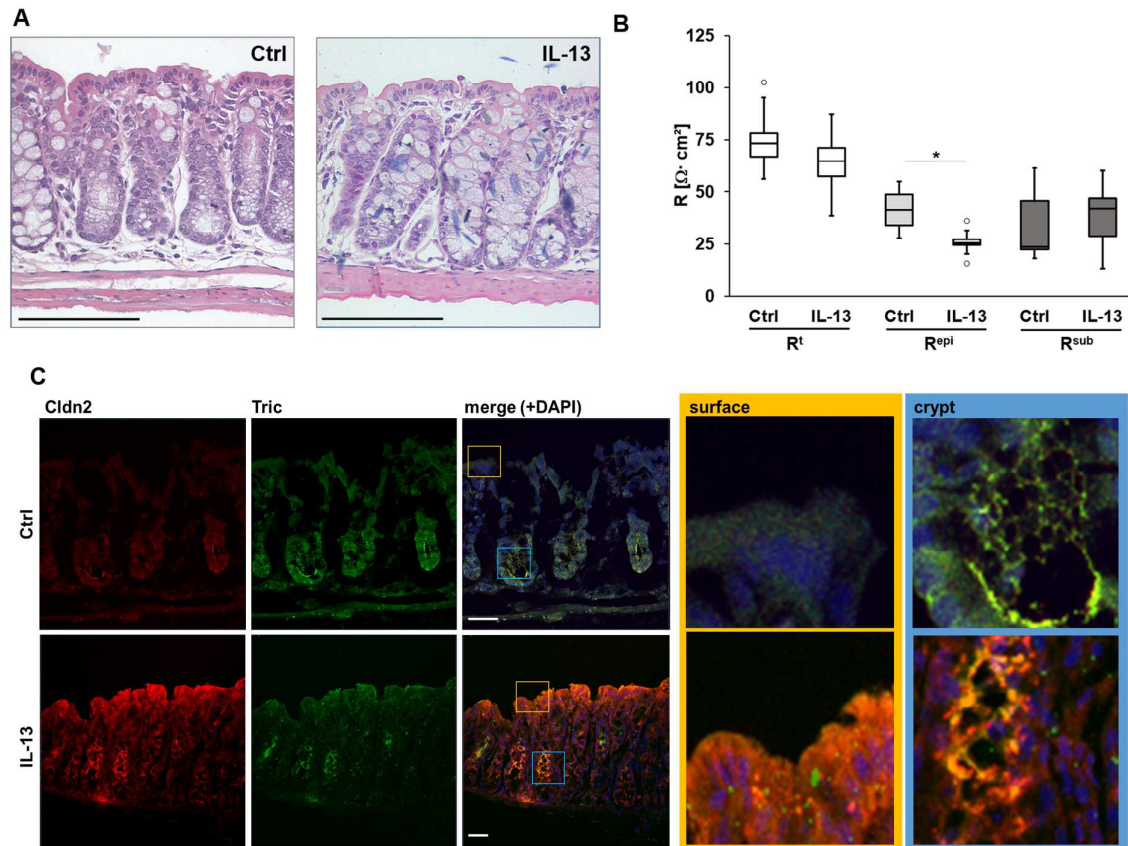 A
Ctrl
IL-13
B
R [Ω· cm²]
125
100
75
50
25
0
*
Ctrl IL-13 Ctrl IL-13 Ctrl IL-13
Rᵗ Rᵉᵖⁱ Rˢᵘᵇ
C
Cldn2 Tric merge (+DAPI) surface crypt
Ctrl
IL-13